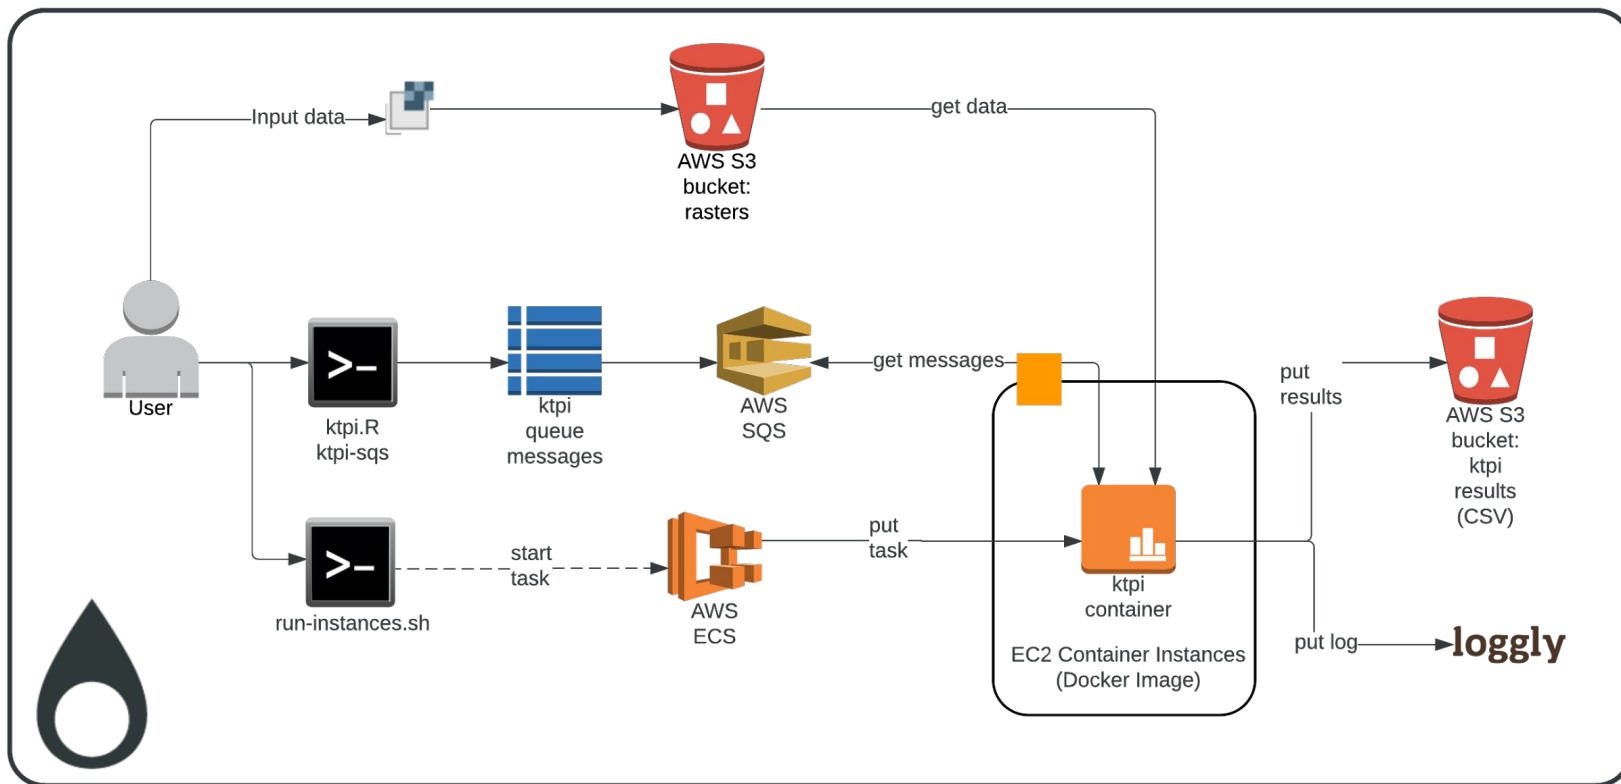 Input data
AWS S3
bucket:
rasters
get data
User
ktpi.R
ktpi-sqs
ktpi
queue
messages
AWS
SQS
get messages
put
results
AWS S3
bucket:
ktpi
results
(CSV)
run-instances.sh
start
task
AWS
ECS
put
task
ktpi
container
EC2 Container Instances
(Docker Image)
put log
loggly